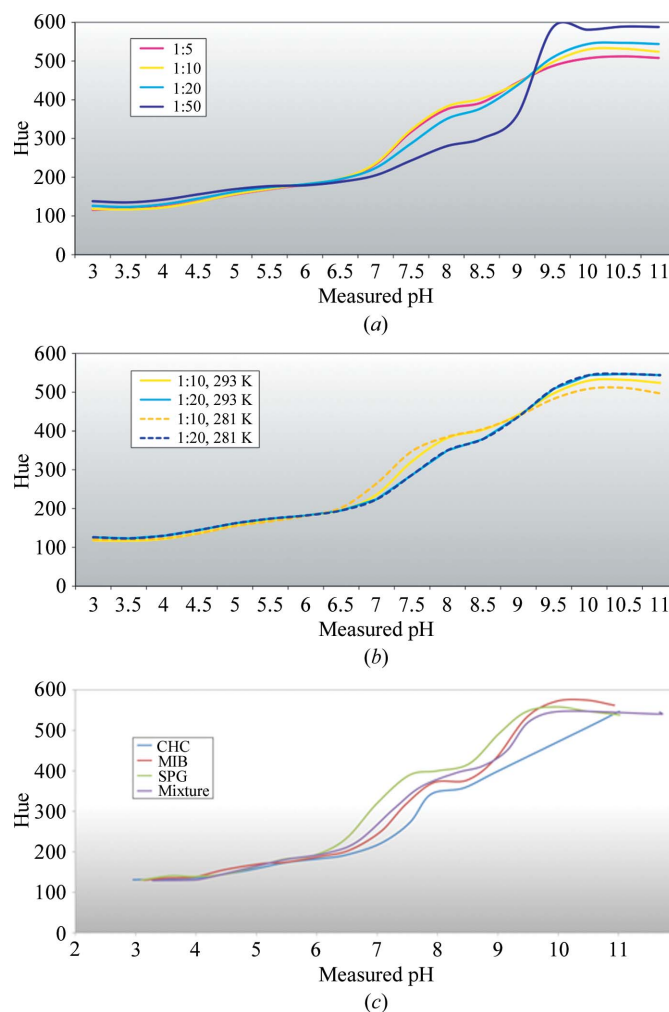 600
500
400
300
200
100
0
Hue
1:5
1:10
1:20
1:50
3 3.5 4 4.5 5 5.5 6 6.5 7 7.5 8 8.5 9 9.5 10 10.5 11
Measured pH
(a)
600
500
400
300
200
100
0
Hue
1:10, 293 K
1:20, 293 K
1:10, 281 K
1:20, 281 K
3 3.5 4 4.5 5 5.5 6 6.5 7 7.5 8 8.5 9 9.5 10 10.5 11
Measured pH
(b)
600
500
400
300
200
100
0
Hue
CHC
MIB
SPG
Mixture
2 3 4 5 6 7 8 9 10 11
Measured pH
(c)